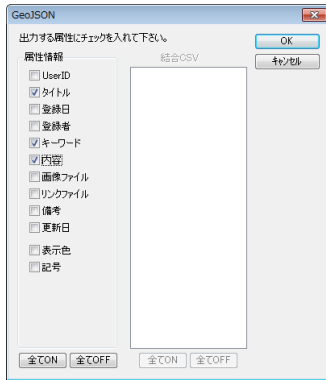 GeoJSON
出力する属性にチェックを入れて下さい。
OK
キャンセル
属性情報
結合CSV
UserID
タイトル
登録日
登録者
キーワード
内容
画像ファイル
リンクファイル
備考
更新日
表示色
記号
全てON 全てOFF
全てON 全てOFF